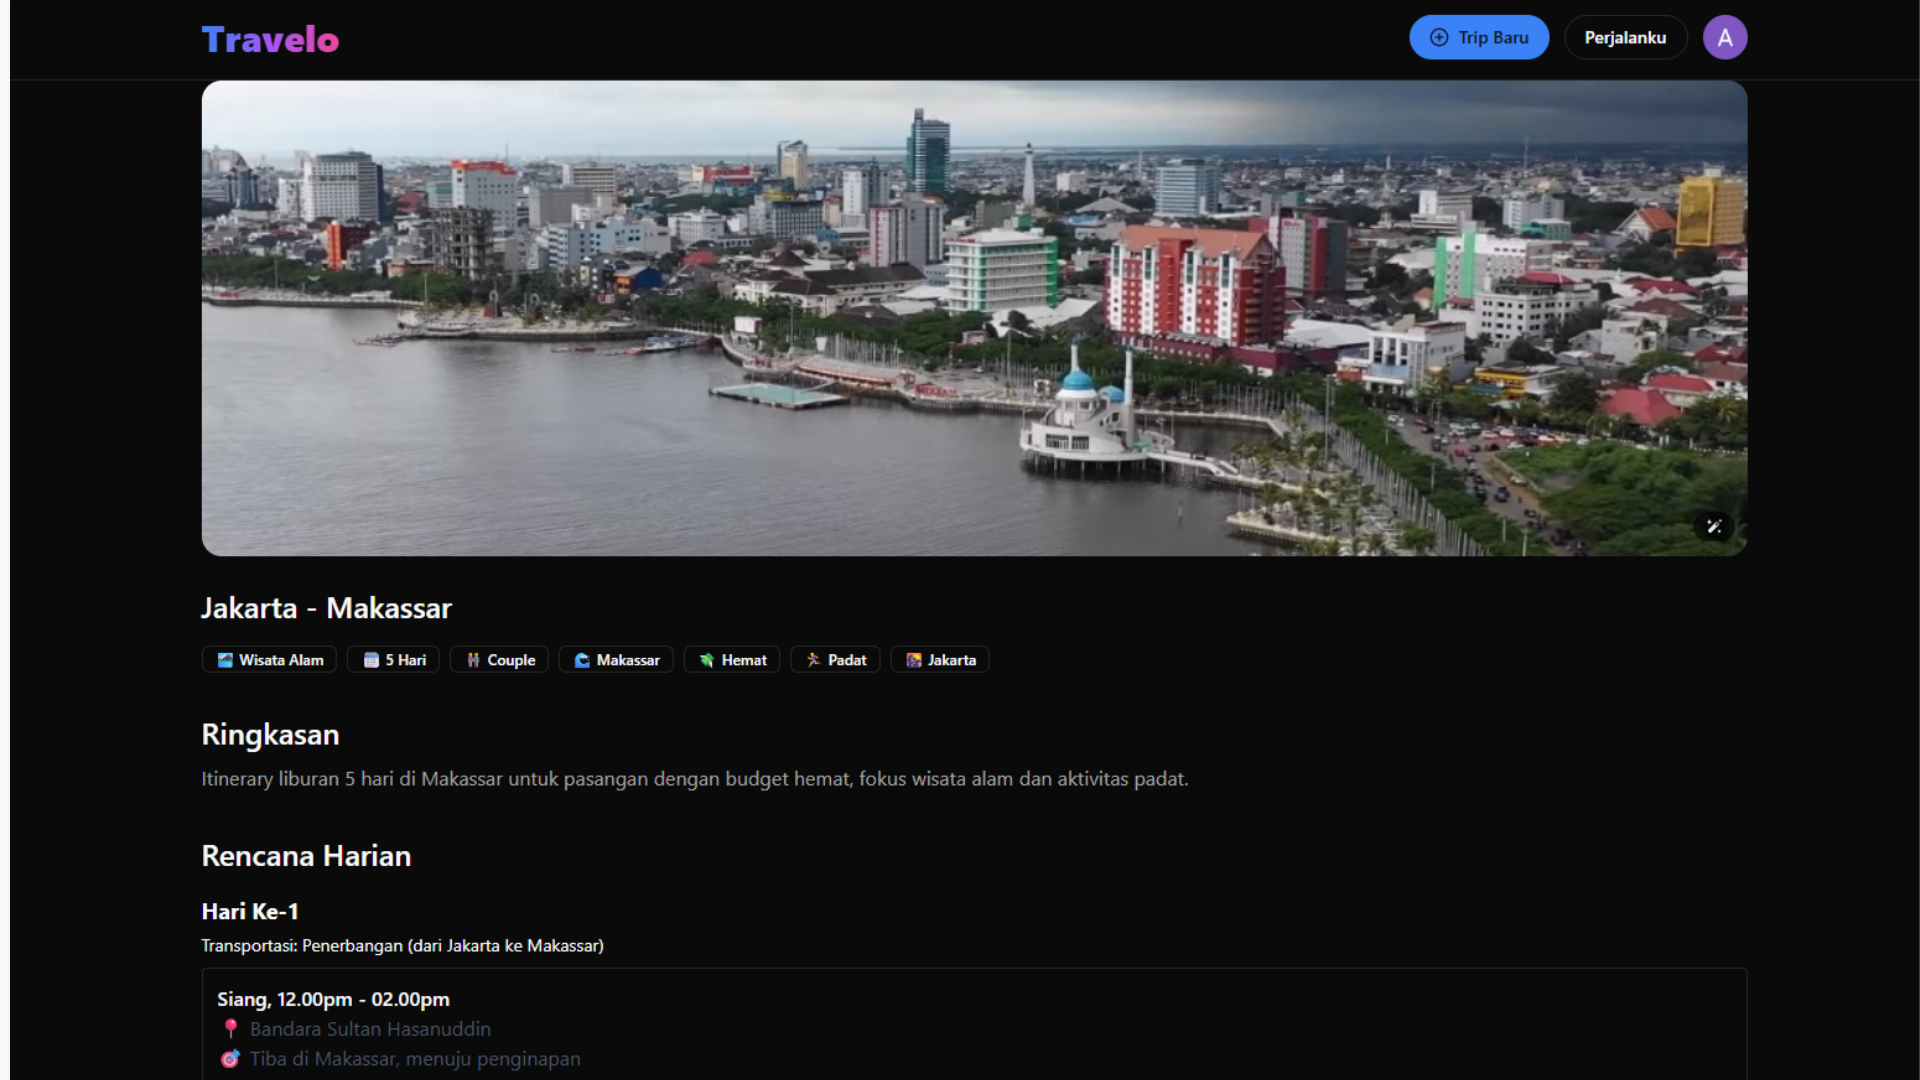 Travelo
Trip Baru
Perjalanku
A
Jakarta - Makassar
Wisata Alam
5 Hari
Couple
Makassar
Hemat
Padat
Jakarta
Ringkasan
Itinerary liburan 5 hari di Makassar untuk pasangan dengan budget hemat, fokus wisata alam dan aktivitas padat.
Rencana Harian
Hari Ke-1
Transportasi: Penerbangan (dari Jakarta ke Makassar)
Siang, 12.00pm - 02.00pm
Bandara Sultan Hasanuddin
Tiba di Makassar, menuju penginapan